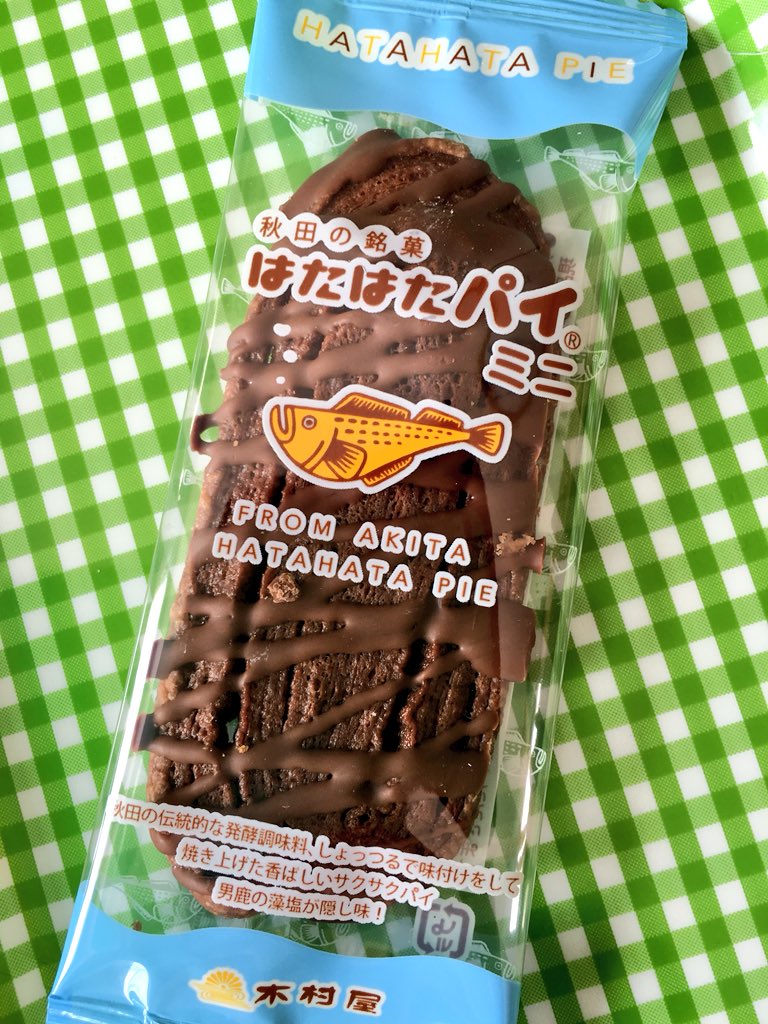 HATAHATA PIE
秋田の銘菓
はたはたパイ®
ミニ
FROM AKITA
HATAHATA PIE
秋田の伝統的な発酵調味料、しょっつるで味付けをして
焼き上げた香ばしいサクサクパイ
男鹿の藻塩が隠し味！
木村屋